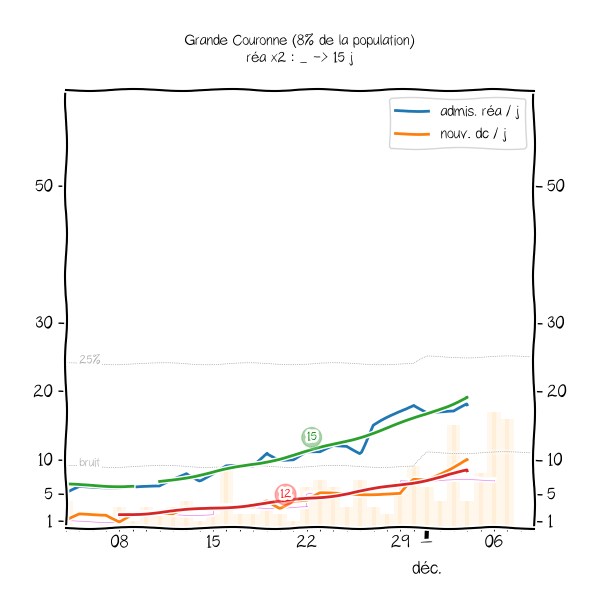 Grande Couronne (8% de la population)
réa x2 : _ -> 15 j
admis. réa / j
nouv. dc / j
50 50
30 30
25%
20 20
15
bruit
10 10
12
5 5
1 1
08 15 22 29 06
déc.